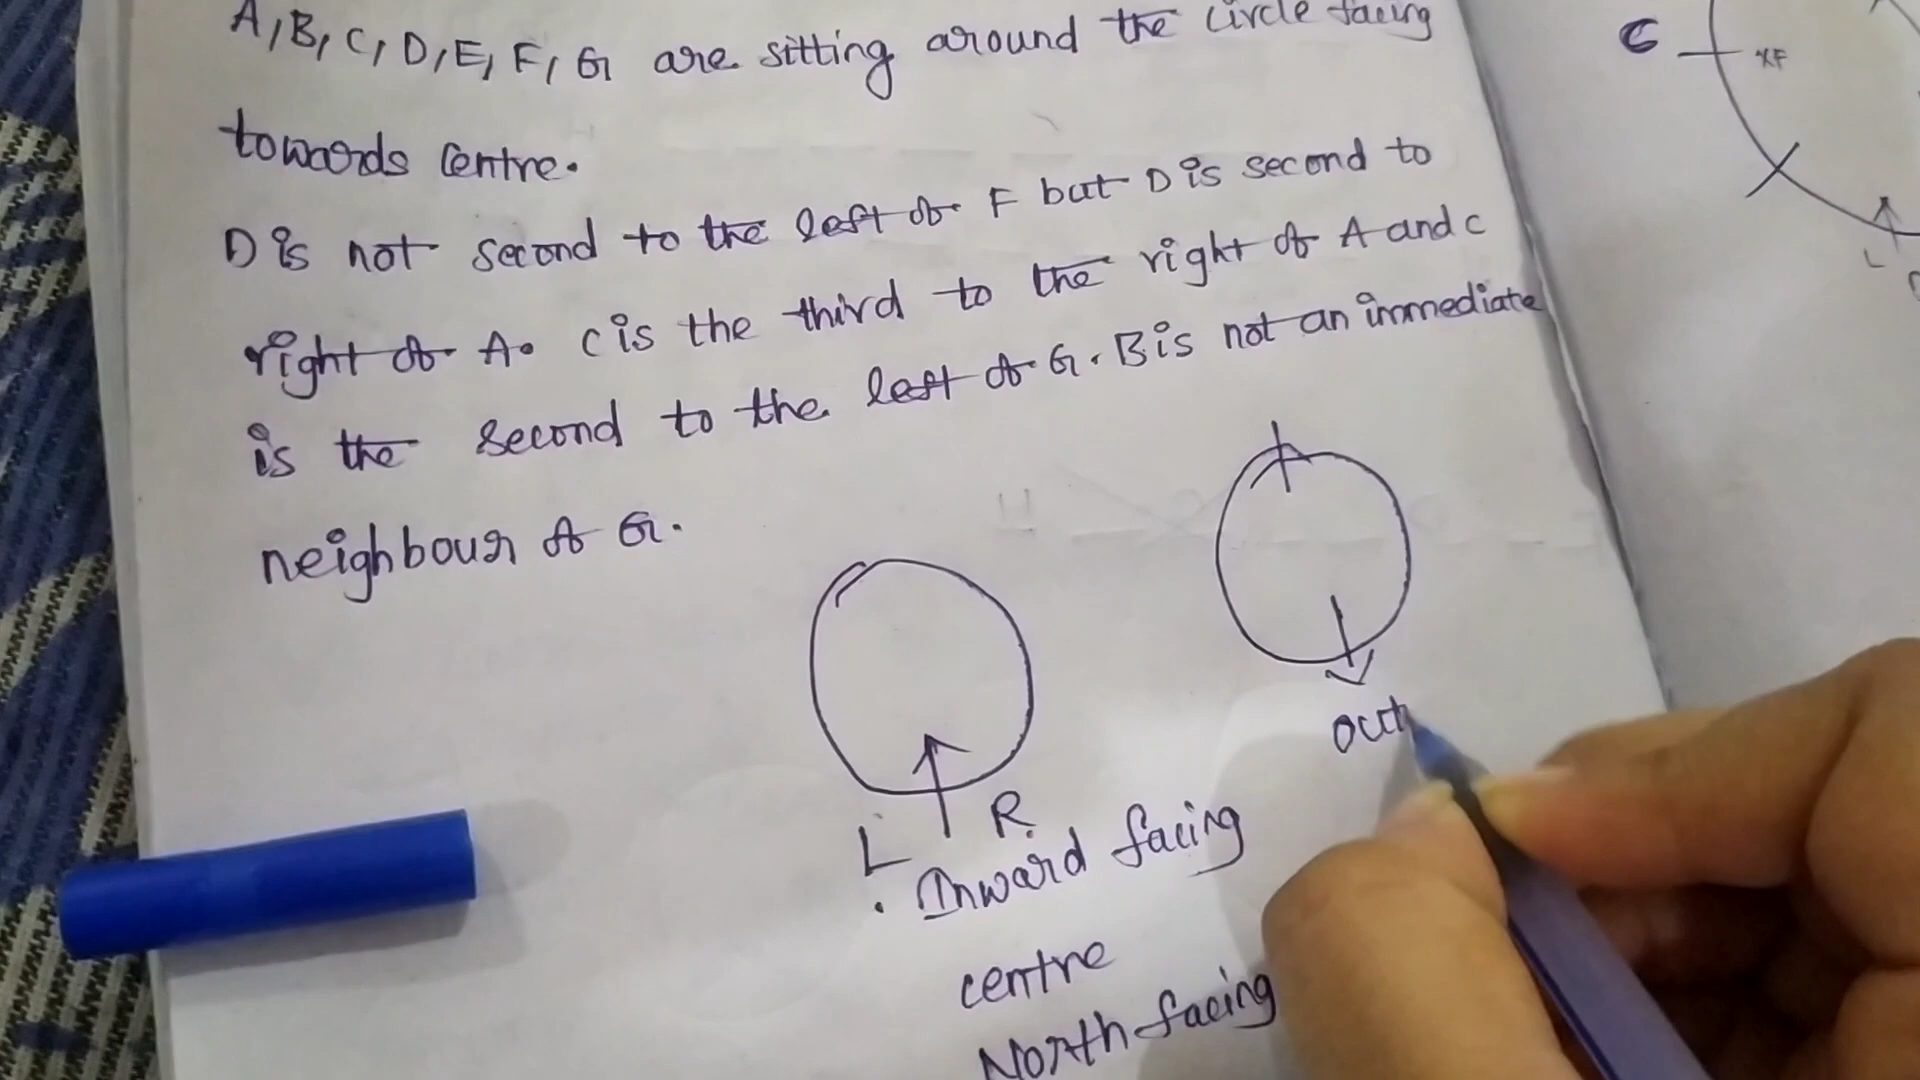 A, B, C, D, E, F, G are sitting around the circle facing
towards centre.
D is not second to the left of F but D is second to
right of A. C is the third to the right of A and C
is the second to the left of G. B is not an immediate
neighbour of G.
L R
Inward facing
centre
North facing
out
C XF
L